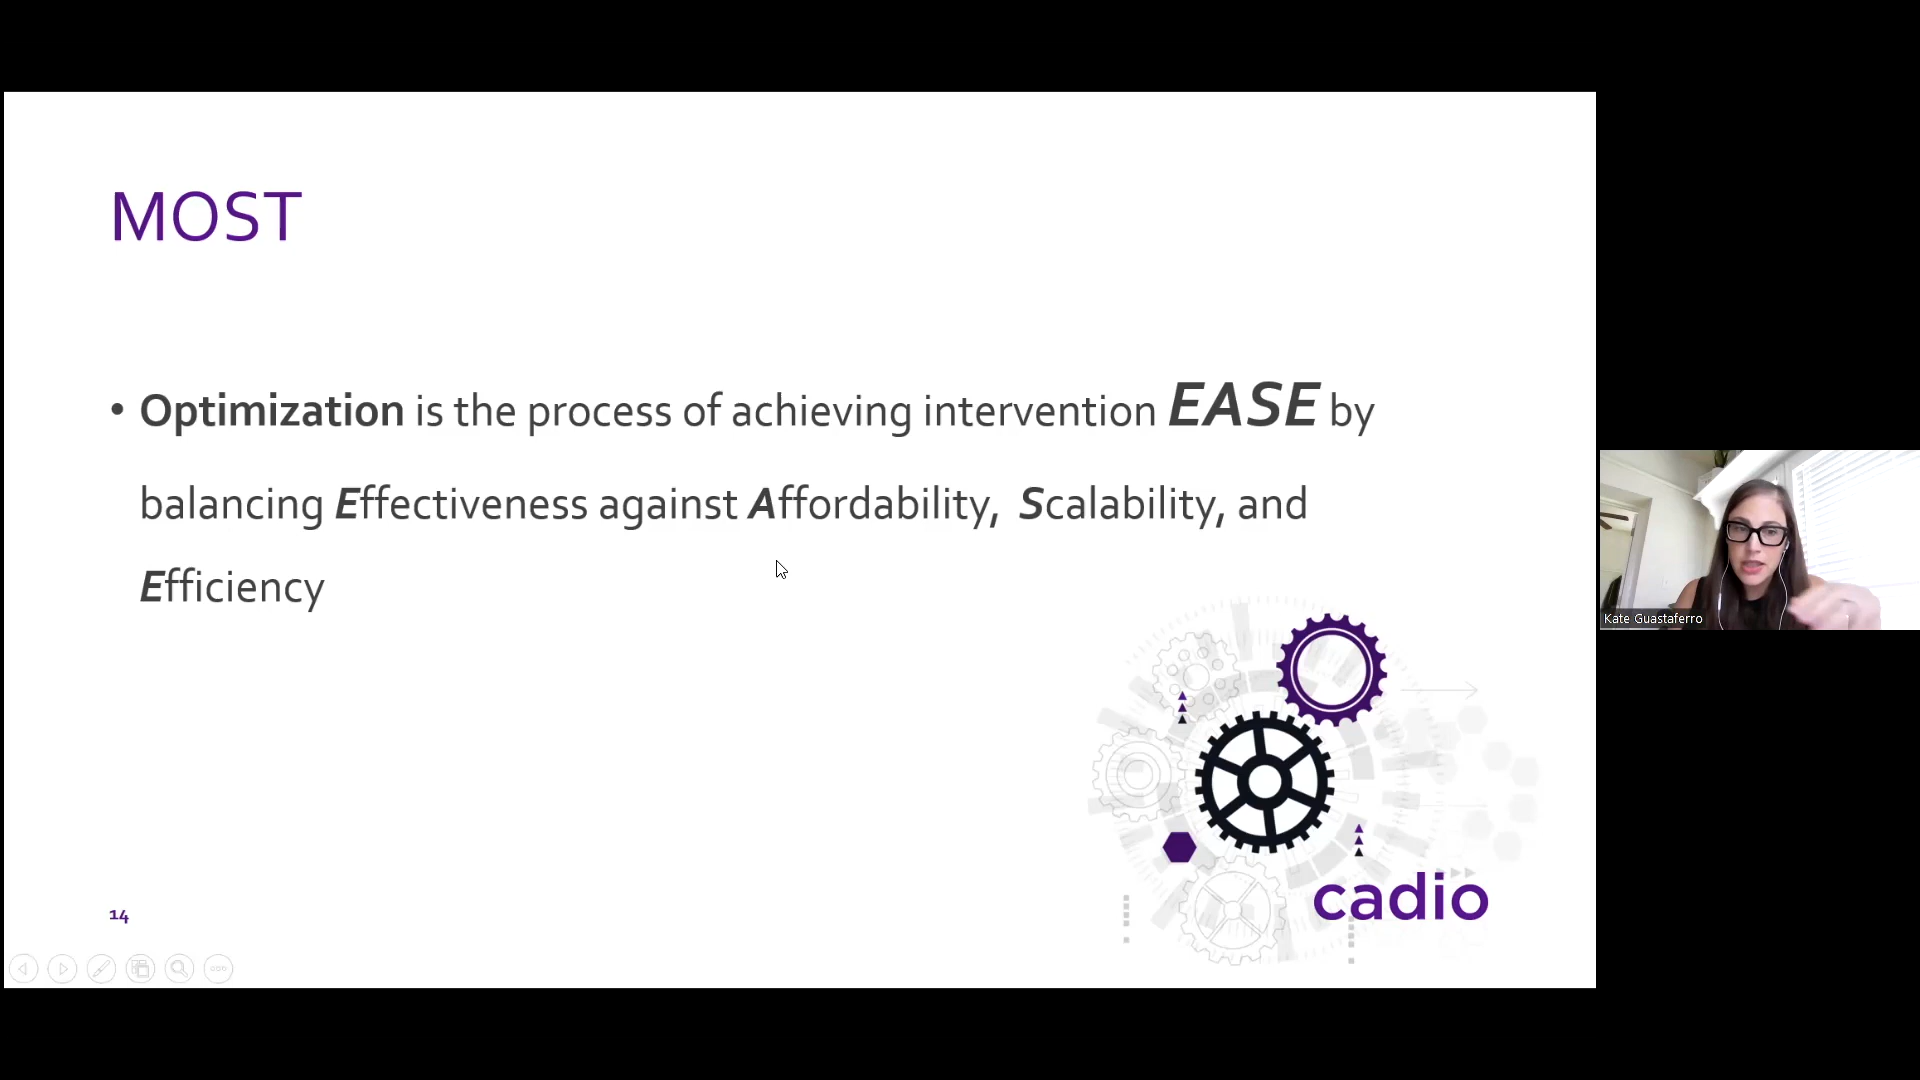 MOST
• Optimization is the process of achieving intervention EASE by
balancing Effectiveness against Affordability, Scalability, and
Efficiency
cadio
14
Kate Guastaferro